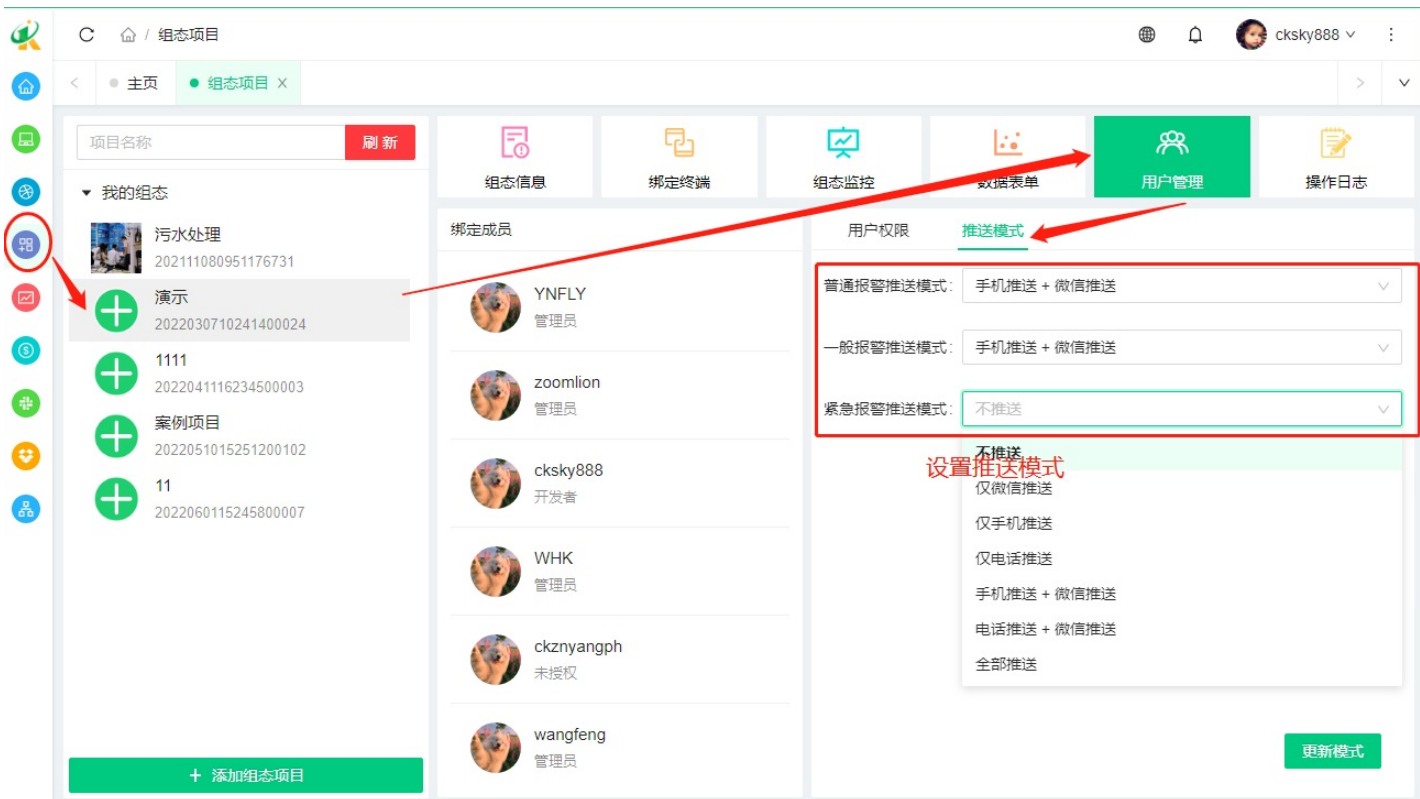 组态项目
cksky888
主页
组态项目
项目名称
刷新
我的组态
污水处理
202111080951176731
演示
2022030710241400024
1111
2022041116234500003
案例项目
2022051015251200102
11
2022060115245800007
+ 添加组态项目
组态信息
绑定终端
组态监控
数据表单
用户管理
操作日志
绑定成员
YNFLY
管理员
zoomlion
管理员
cksky888
开发者
WHK
管理员
ckznyangph
未授权
wangfeng
管理员
用户权限
推送模式
普通报警推送模式: 手机推送 + 微信推送
一般报警推送模式: 手机推送 + 微信推送
紧急报警推送模式: 不推送
不推送
设置推送模式
仅微信推送
仅手机推送
仅电话推送
手机推送 + 微信推送
电话推送 + 微信推送
全部推送
更新模式